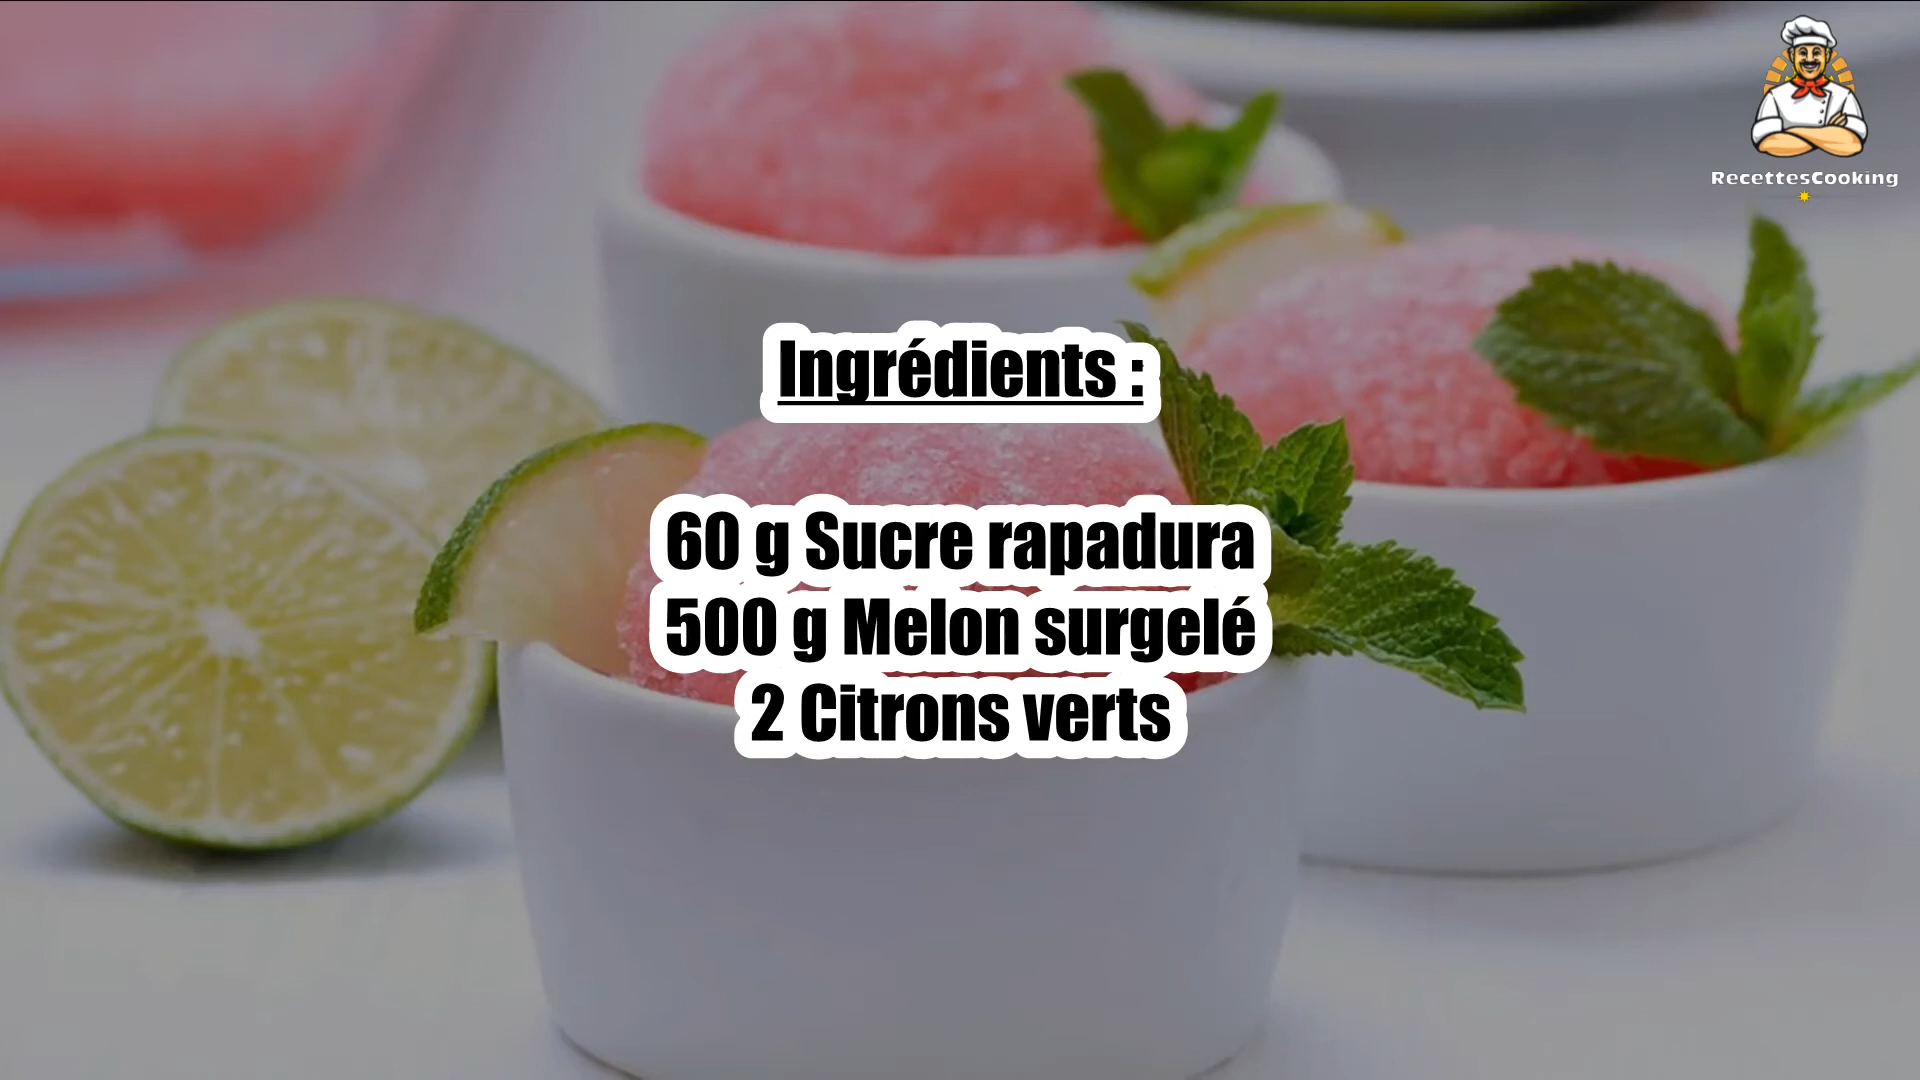 RecettesCooking
Ingrédients :
60 g Sucre rapadura
500 g Melon surgelé
2 Citrons verts